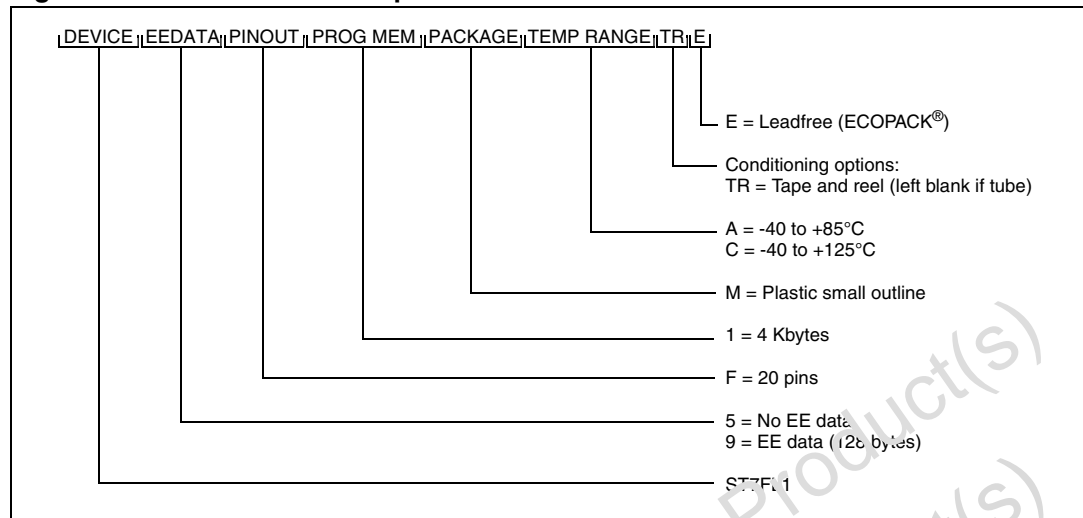 DEVICE EEDATA PINOUT PROG MEM PACKAGE TEMP RANGE TR E
E = Leadfree (ECOPACK®)
Conditioning options:
TR = Tape and reel (left blank if tube)
A = -40 to +85°C
C = -40 to +125°C
M = Plastic small outline
1 = 4 Kbytes
F = 20 pins
5 = No EE data
9 = EE data (128 bytes)
Product(s)